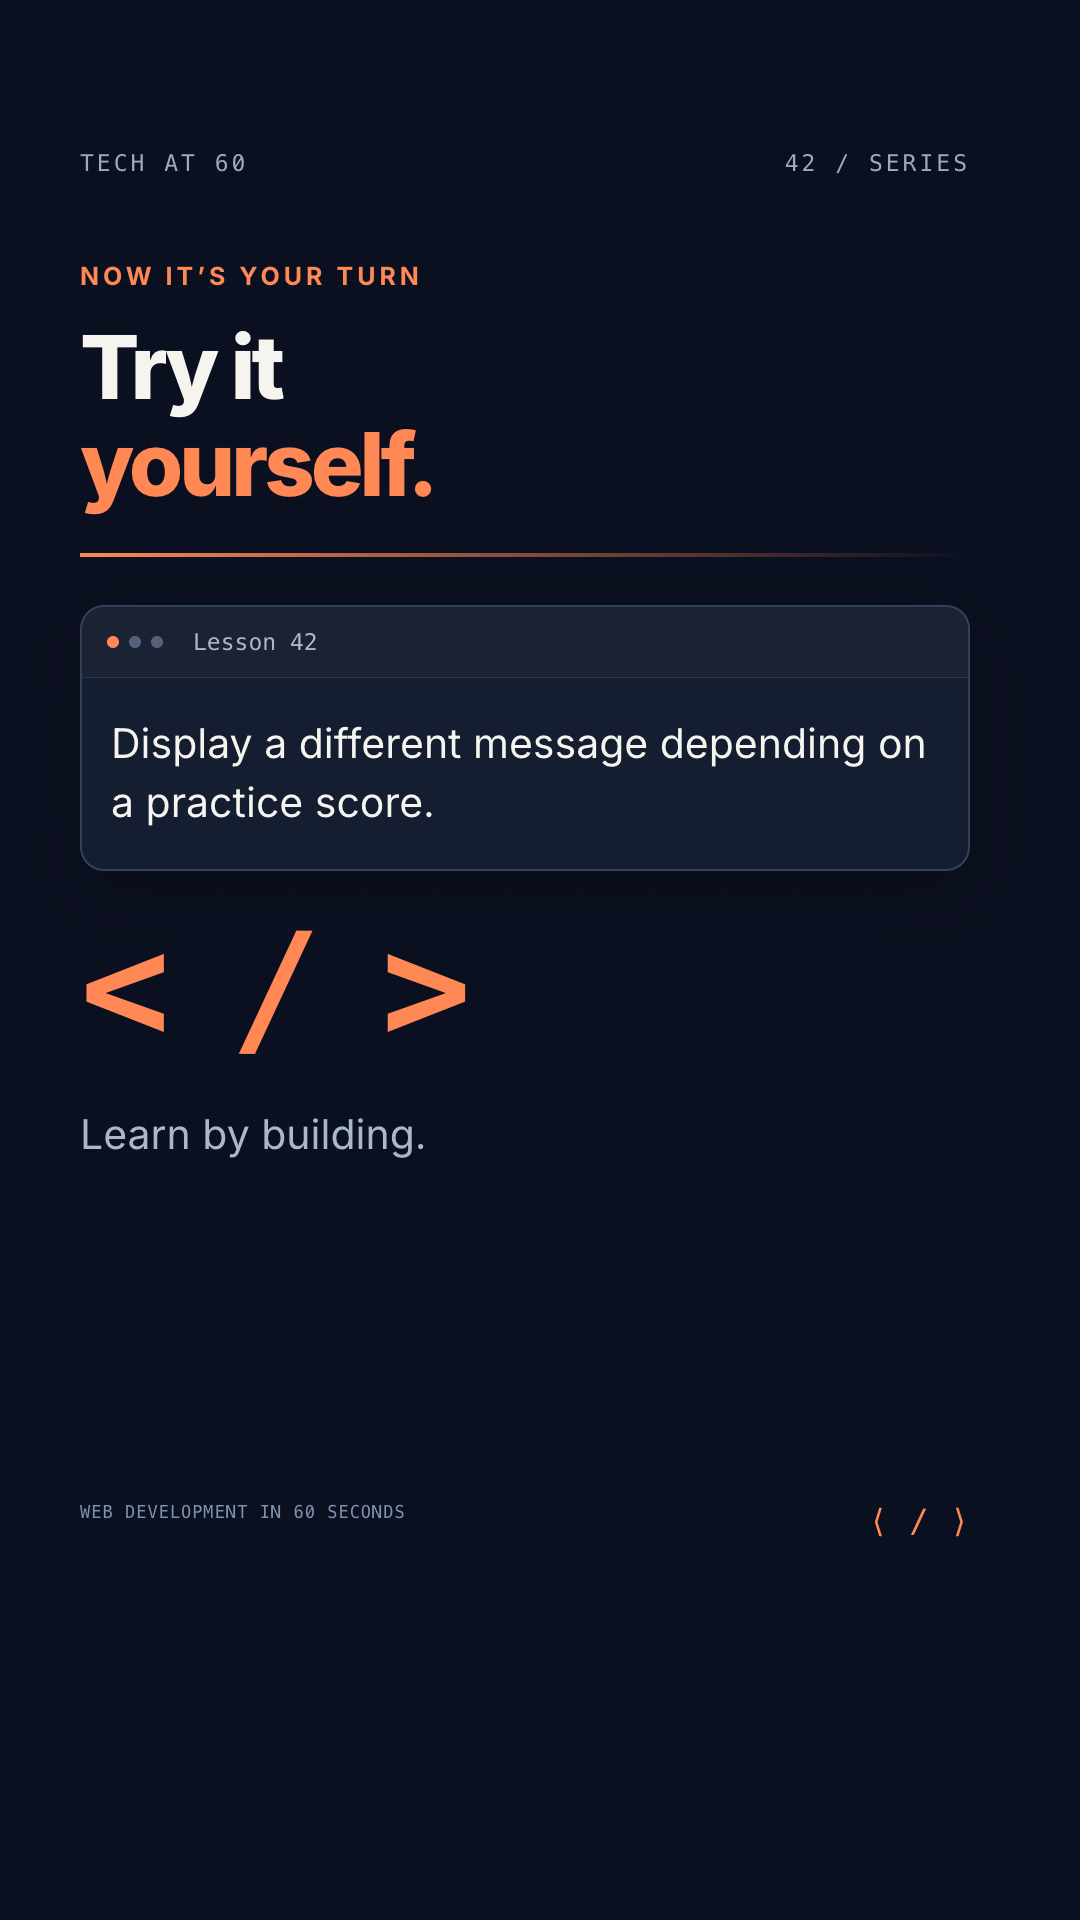 TECH AT 60
42 / SERIES
NOW IT’S YOUR TURN
Try it
yourself.
Lesson 42
Display a different message depending on
a practice score.
< / >
Learn by building.
WEB DEVELOPMENT IN 60 SECONDS
⟨ / ⟩